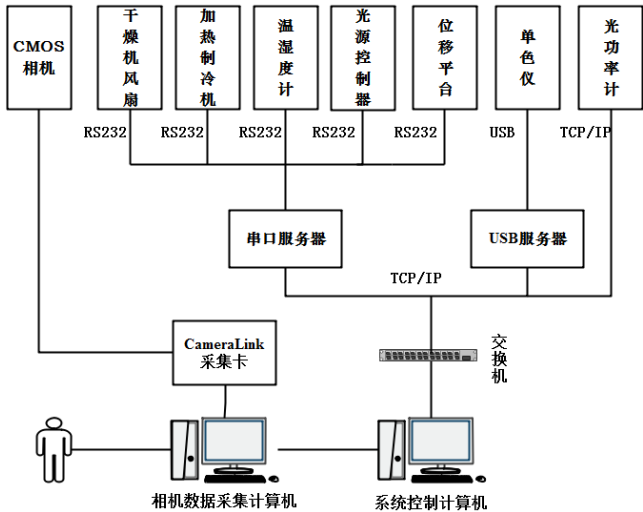 CMOS
相机
干燥机风扇
加热制冷机
温湿度计
光源控制器
位移平台
单色仪
光功率计
RS232
RS232
RS232
RS232
RS232
USB
TCP/IP
串口服务器
USB服务器
TCP/IP
CameraLink
采集卡
交换机
相机数据采集计算机
系统控制计算机